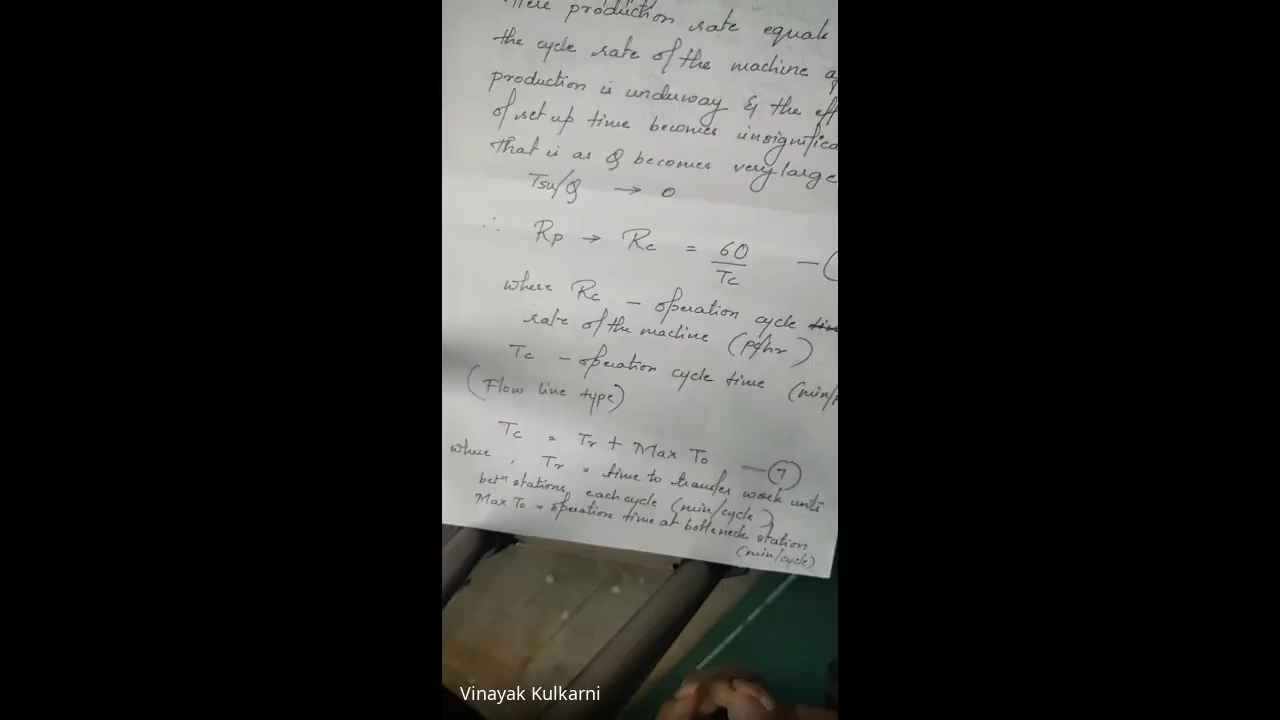 Here production rate equals
the cycle rate of the machine
production is underway & the
of set up time becomes
that is as Q becomes very large
Tsu/Q → 0
∴ Rp → Rc = 60/Tc
where Rc - operation cycle
rate of the machine (pc/hr)
Tc - operation cycle time
(Flow line type)
Tc = Tr + Max To — 7
where, Tr = time to transfer work units
betn stations each cycle (min/cycle)
Max To = operation time at bottleneck station
(min/cycle)
Vinayak Kulkarni